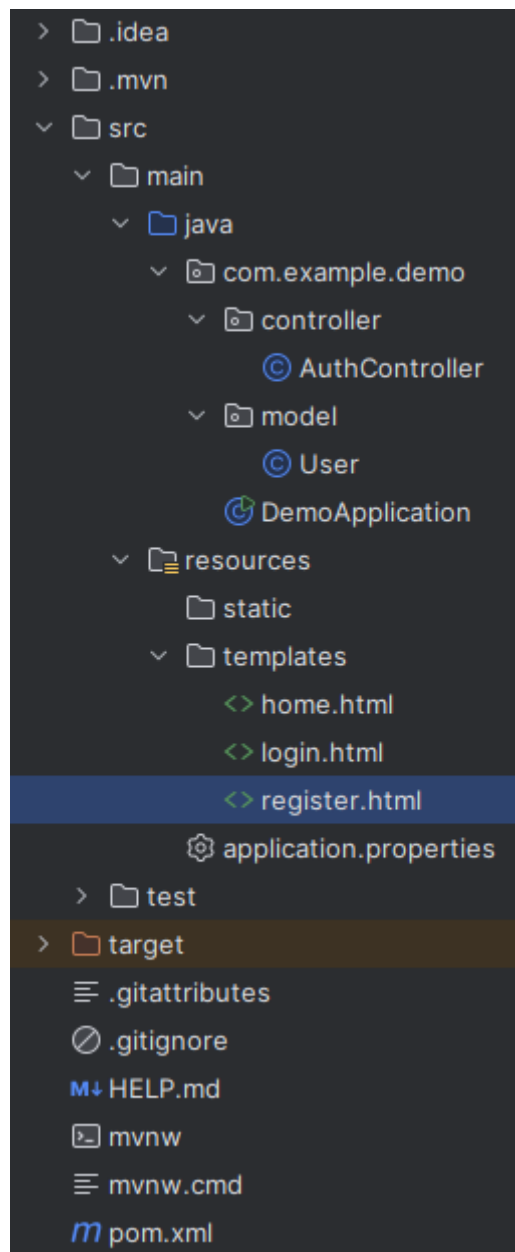 .idea
.mvn
src
main
java
com.example.demo
controller
AuthController
model
User
DemoApplication
resources
static
templates
home.html
login.html
register.html
application.properties
test
target
.gitattributes
.gitignore
M↓ HELP.md
mvnw
mvnw.cmd
m pom.xml